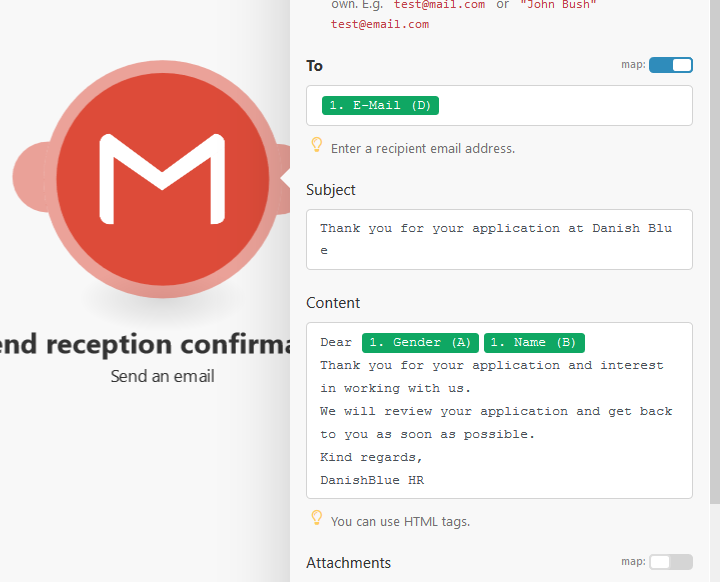 own. E.g. test@mail.com or "John Bush"
test@email.com
To
map:
1. E-Mail (D)
Enter a recipient email address.
Subject
Thank you for your application at Danish Blu
e
Content
Dear 1. Gender (A) 1. Name (B)
Thank you for your application and interest
in working with us.
We will review your application and get back
to you as soon as possible.
Kind regards,
DanishBlue HR
You can use HTML tags.
Attachments
map:
end reception confirma
Send an email